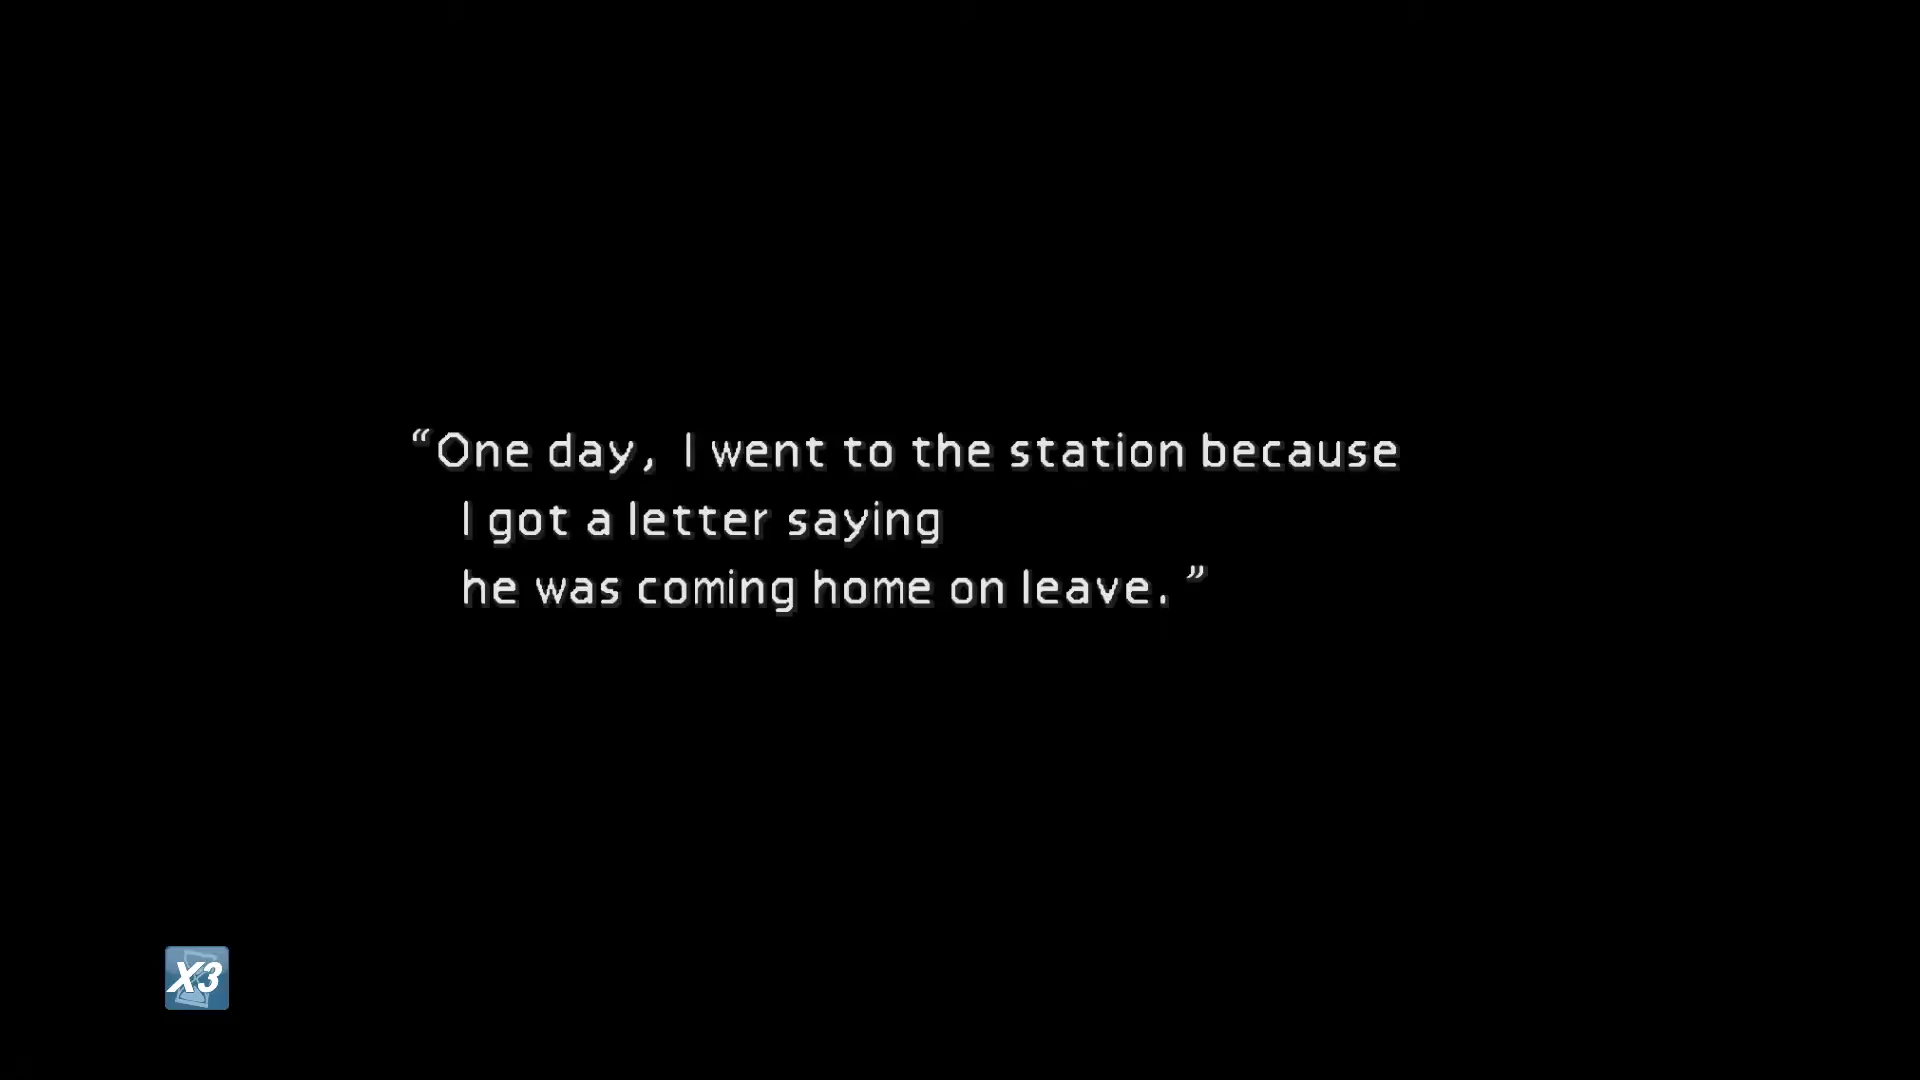 “One day, I went to the station because
I got a letter saying
he was coming home on leave.”
X3